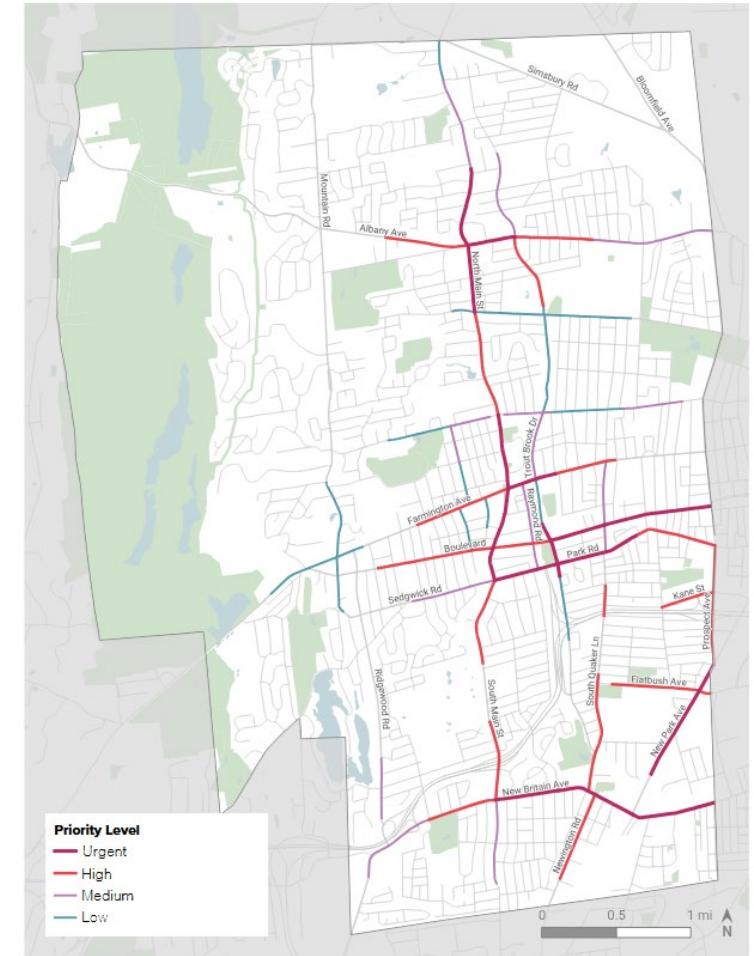 Simsbury Rd
Bloomfield Ave
Mountain Rd
Albany Ave
North Main St
Trout Brook Dr
Farmington Ave
Raymond Rd
Boulevard
Park Rd
Sedgwick Rd
Kane St
Prospect Ave
South Quaker Ln
Ridgewood Rd
South Main St
Flatbush Ave
New Park Ave
New Britain Ave
Newington Rd
Priority Level
Urgent
High
Medium
Low
0 0.5 1 mi
N